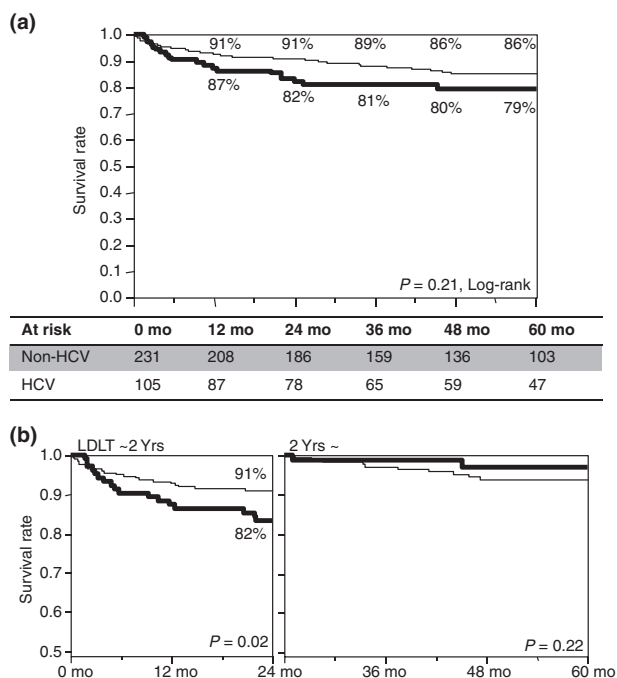 (a)
1.0
0.9
0.8
0.7
0.6
0.5
0.4
0.3
0.2
0.1
0.0
Survival rate
91% 91% 89% 86% 86%
87% 82% 81% 80% 79%
P = 0.21, Log-rank
At risk 0 mo 12 mo 24 mo 36 mo 48 mo 60 mo
Non-HCV 231 208 186 159 136 103
HCV 105 87 78 65 59 47
(b)
LDLT ~2 Yrs
1.0
0.9
0.8
0.7
0.6
0.5
Survival rate
91%
82%
P = 0.02
0 mo 12 mo 24 mo
2 Yrs ~
P = 0.22
36 mo 48 mo 60 mo